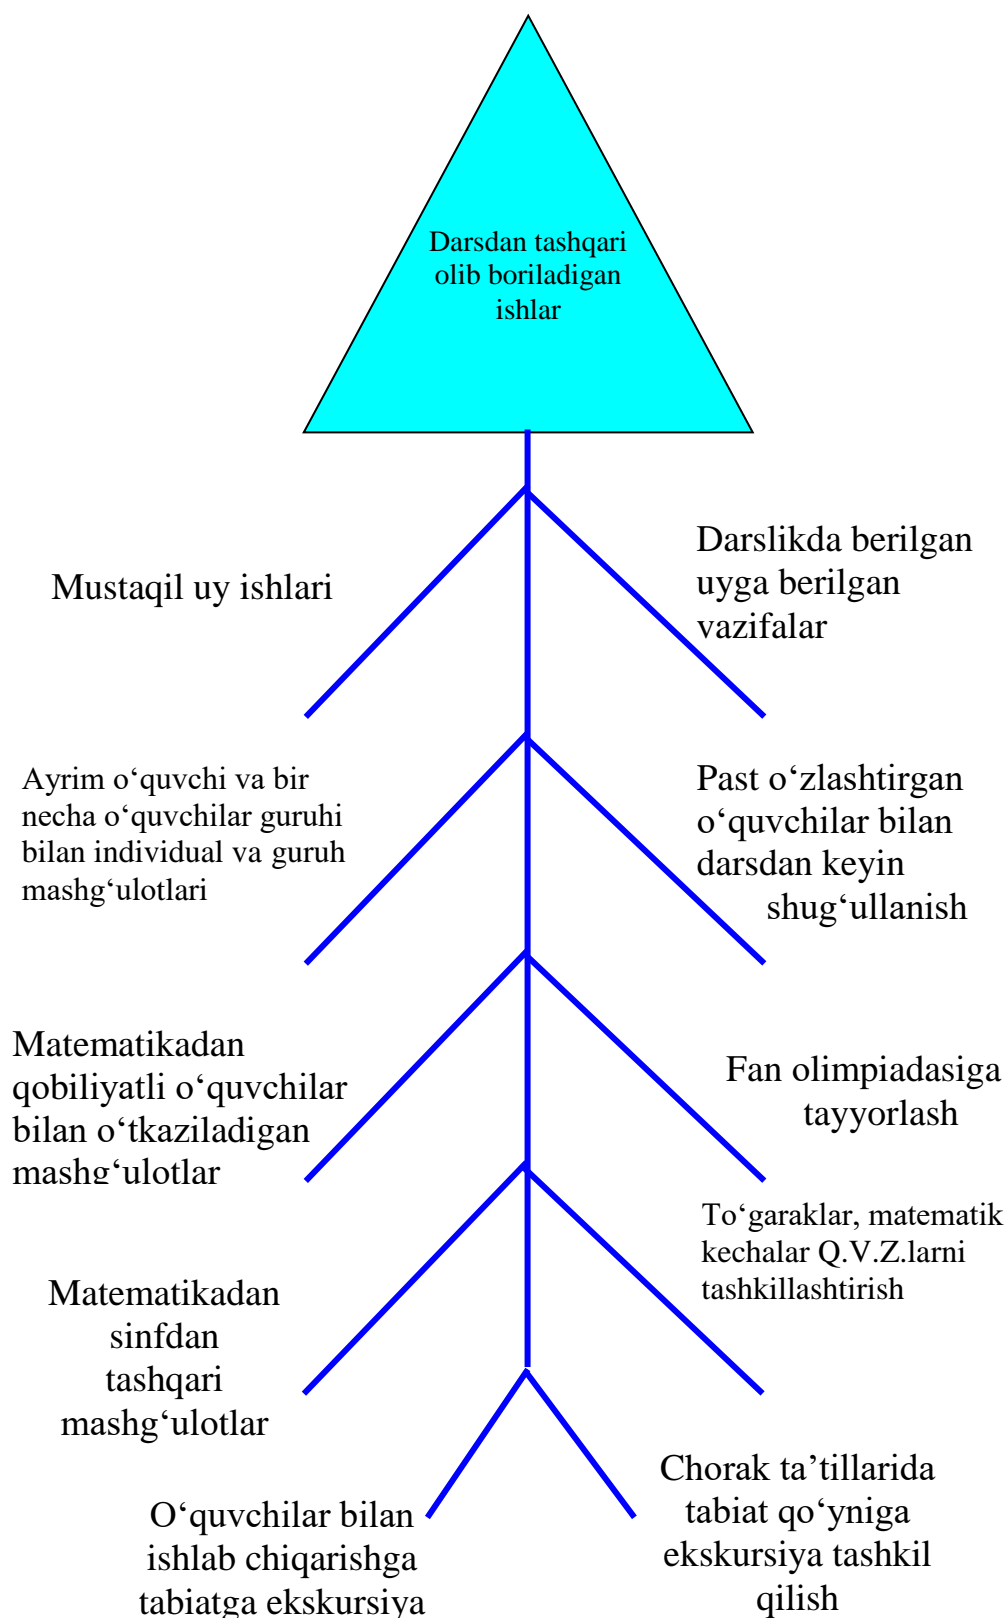 Darsdan tashqari
olib boriladigan
ishlar
Mustaqil uy ishlari
Darslikda berilgan
uyga berilgan
vazifalar
Ayrim o‘quvchi va bir
necha o‘quvchilar guruhi
bilan individual va guruh
mashg‘ulotlari
Past o‘zlashtirgan
o‘quvchilar bilan
darsdan keyin
shug‘ullanish
Matematikadan
qobiliyatli o‘quvchilar
bilan o‘tkaziladigan
mashg‘ulotlar
Fan olimpiadasiga
tayyorlash
Matematikadan
sinfdan
tashqari
mashg‘ulotlar
To‘garaklar, matematik
kechalar Q.V.Z.larni
tashkillashtirish
O‘quvchilar bilan
ishlab chiqarishga
tabiatga ekskursiya
Chorak ta’tillarida
tabiat qo‘yniga
ekskursiya tashkil
qilish